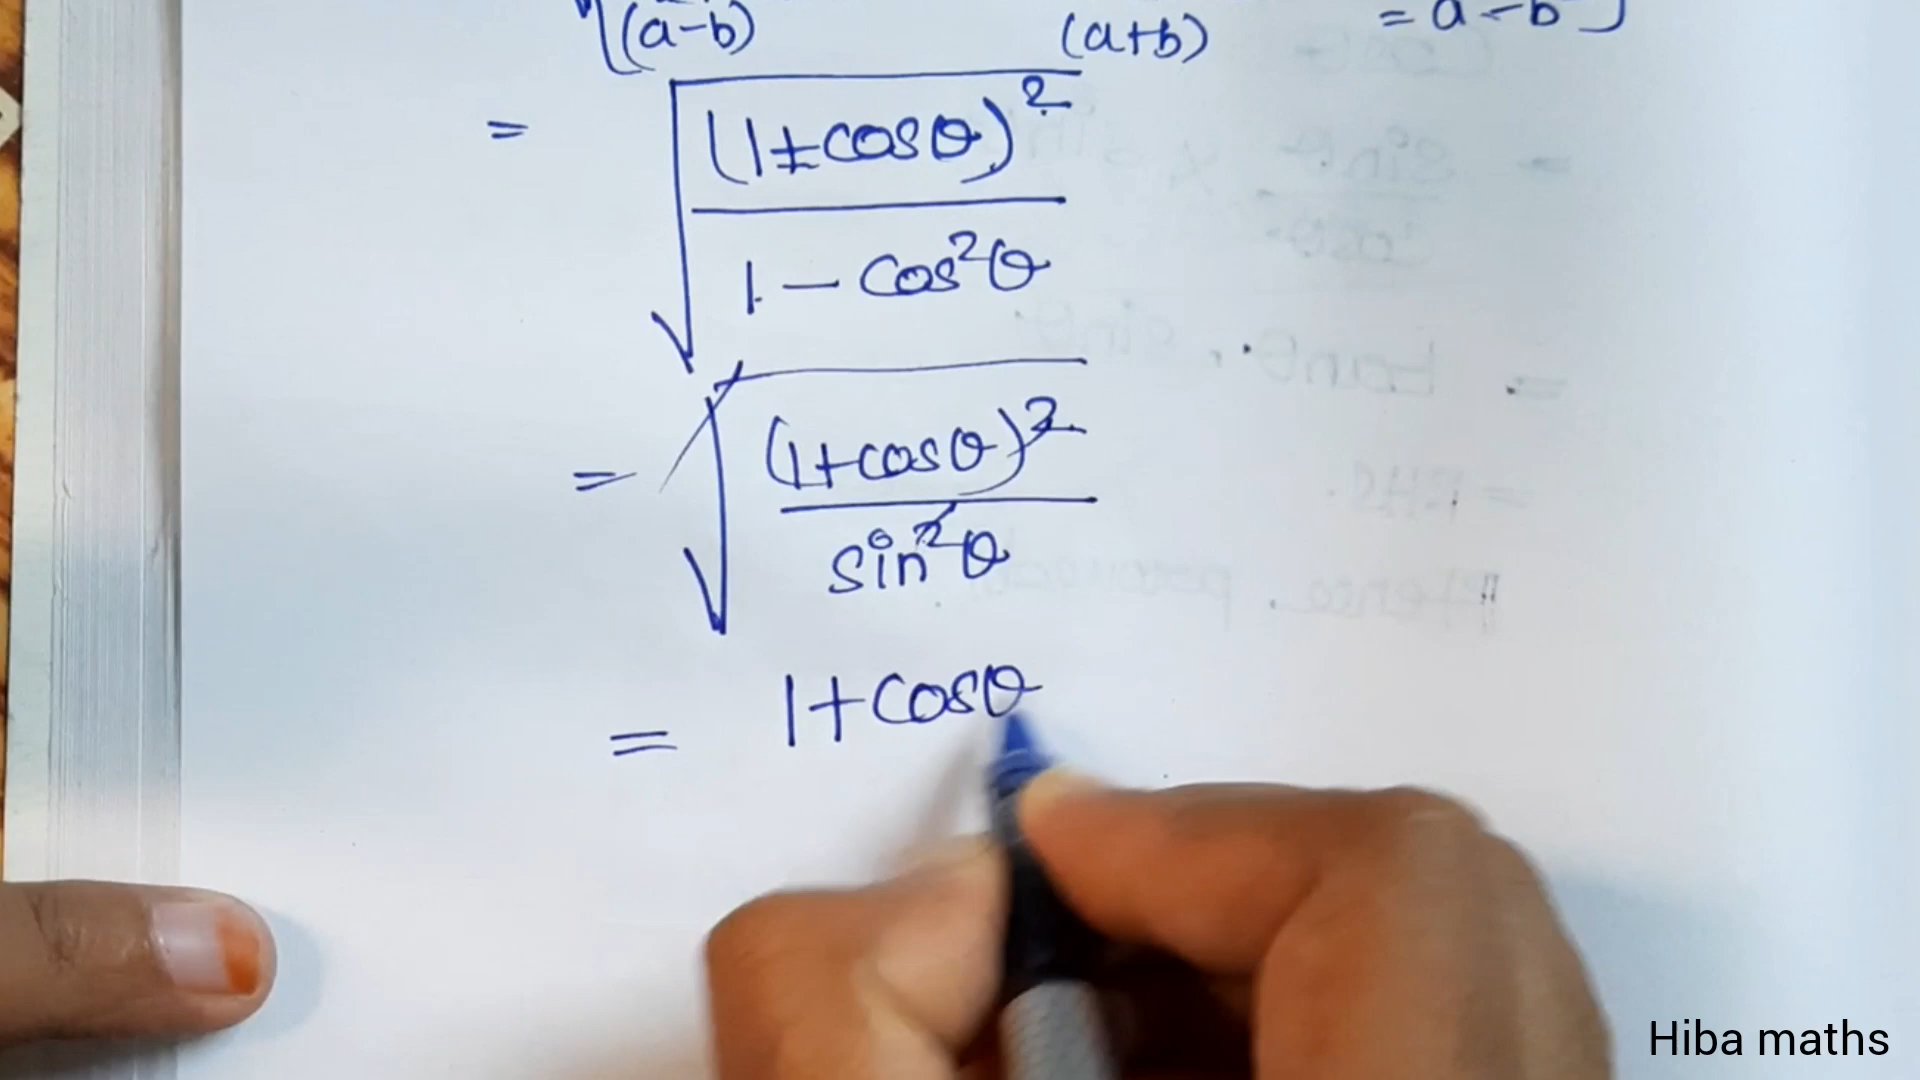 (a-b) (a+b) = a - b ]
= √((1+cosθ)² / (1 - cos²θ))
= √((1+cosθ)² / sin²θ)
= 1+cosθ
Hiba maths